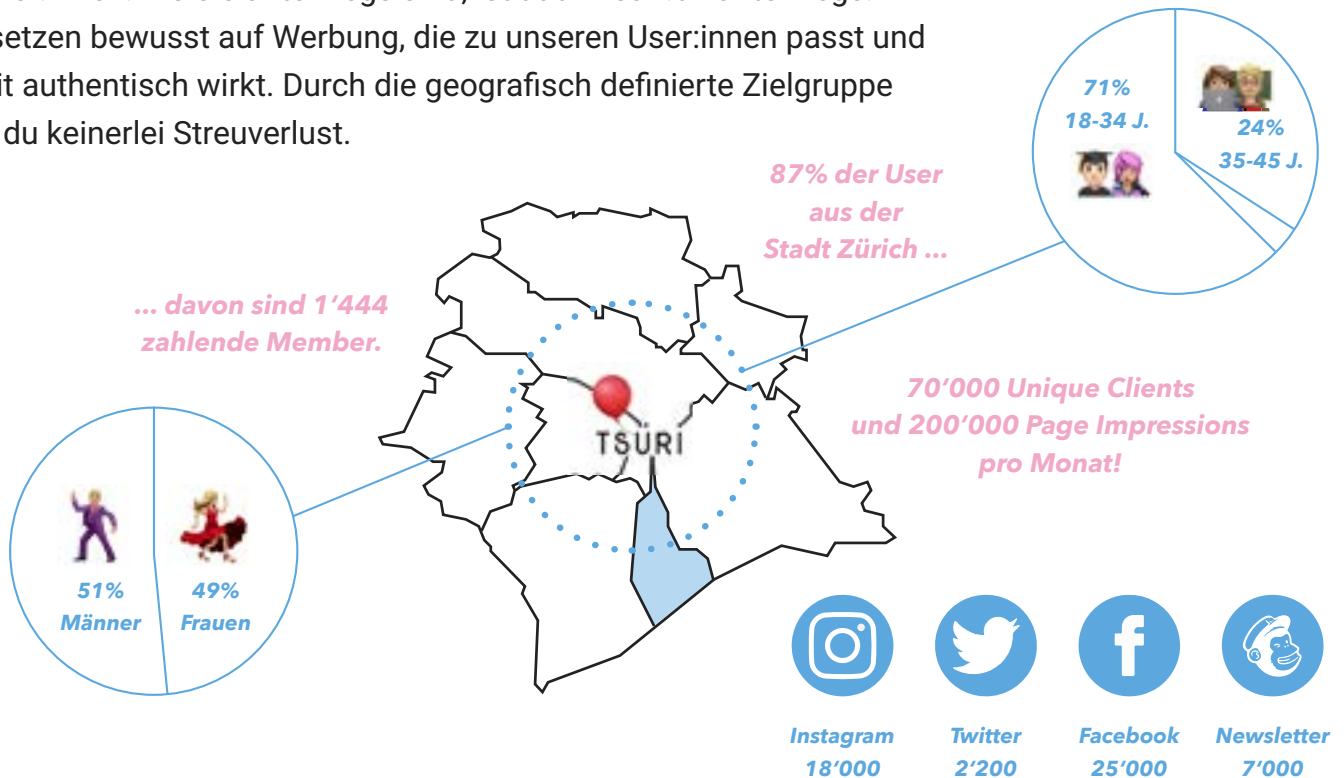 setzen bewusst auf Werbung, die zu unseren User:innen passt und
it authentisch wirkt. Durch die geografisch definierte Zielgruppe
du keinerlei Streuverlust.
71%
18-34 J.
24%
35-45 J.
87% der User
aus der
Stadt Zürich ...
... davon sind 1’444
zahlende Member.
70’000 Unique Clients
und 200’000 Page Impressions
pro Monat!
TSÜRI
51%
Männer
49%
Frauen
Instagram
18’000
Twitter
2’200
Facebook
25’000
Newsletter
7’000